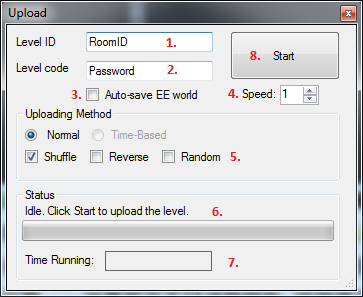 Upload
Level ID RoomID 1.
8. Start
Level code Password 2.
3. Auto-save EE world
4. Speed: 1
Uploading Method
Normal Time-Based
Shuffle Reverse Random 5.
Status
Idle. Click Start to upload the level. 6.
Time Running: 7.